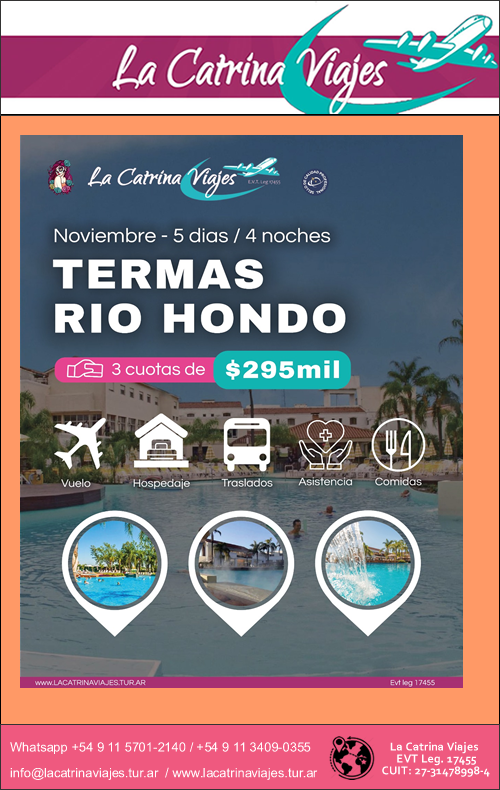 La Catrina Viajes
La Catrina Viajes
E.V.T. Leg 17455
Noviembre - 5 dias / 4 noches
TERMAS
RIO HONDO
3 cuotas de $295mil
Vuelo Hospedaje Traslados Asistencia Comidas
www.LACATRINAVIAJES.TUR.AR Evt leg 17455
Whatsapp +54 9 11 5701-2140 / +54 9 11 3409-0355
info@lacatrinaviajes.tur.ar / www.lacatrinaviajes.tur.ar
La Catrina Viajes
EVT Leg. 17455
CUIT: 27-31478998-4